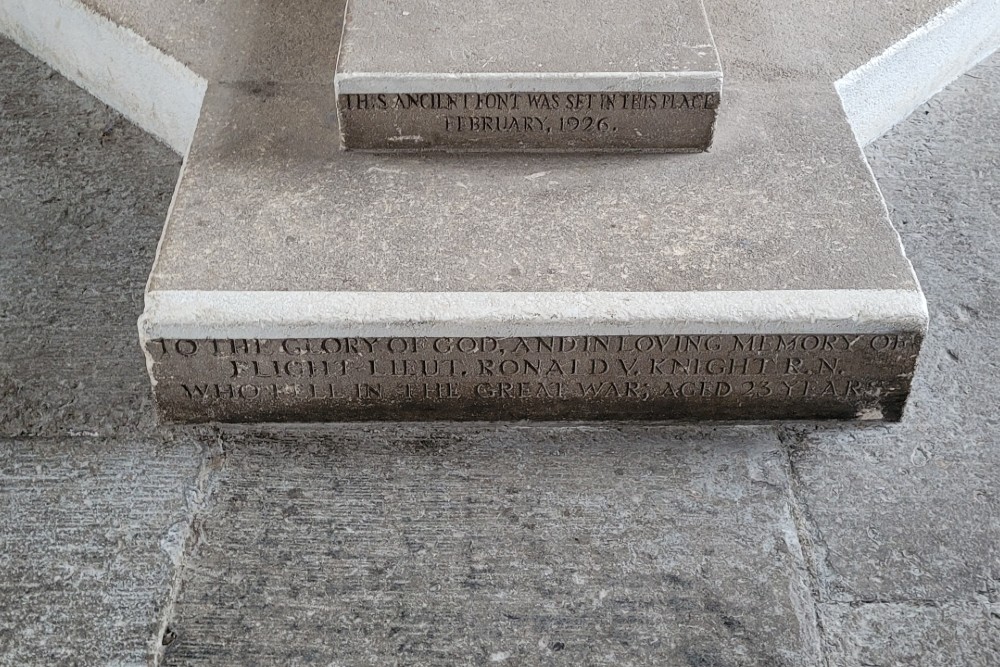 THIS ANCIENT FONT WAS SET IN THIS PLACE
FEBRUARY, 1926.
TO THE GLORY OF GOD, AND IN LOVING MEMORY OF
FLIGHT-LIEUT. RONALD V. KNIGHT R.N.
WHO FELL IN THE GREAT WAR, AGED 23 YEARS